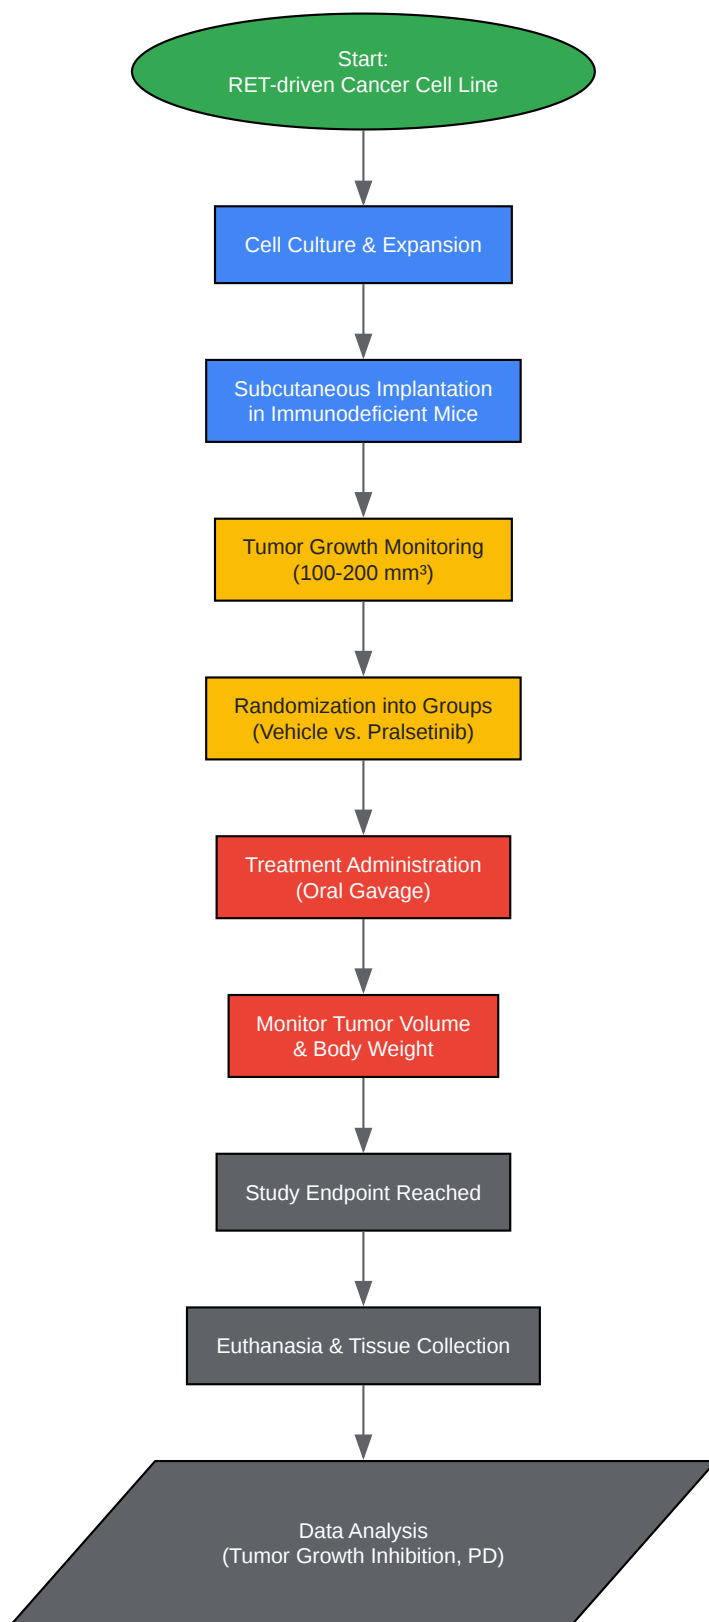 Start:
RET-driven Cancer Cell Line
Cell Culture & Expansion
Subcutaneous Implantation
in Immunodeficient Mice
Tumor Growth Monitoring
(100-200 mm³)
Randomization into Groups
(Vehicle vs. Pralsetinib)
Treatment Administration
(Oral Gavage)
Monitor Tumor Volume
& Body Weight
Study Endpoint Reached
Euthanasia & Tissue Collection
Data Analysis
(Tumor Growth Inhibition, PD)